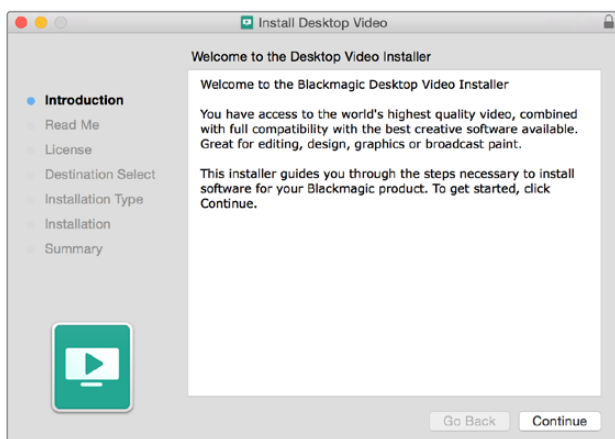 Install Desktop Video
Welcome to the Desktop Video Installer
Introduction
Read Me
License
Destination Select
Installation Type
Installation
Summary
Welcome to the Blackmagic Desktop Video Installer
You have access to the world's highest quality video, combined
with full compatibility with the best creative software available.
Great for editing, design, graphics or broadcast paint.
This installer guides you through the steps necessary to install
software for your Blackmagic product. To get started, click
Continue.
Go Back
Continue